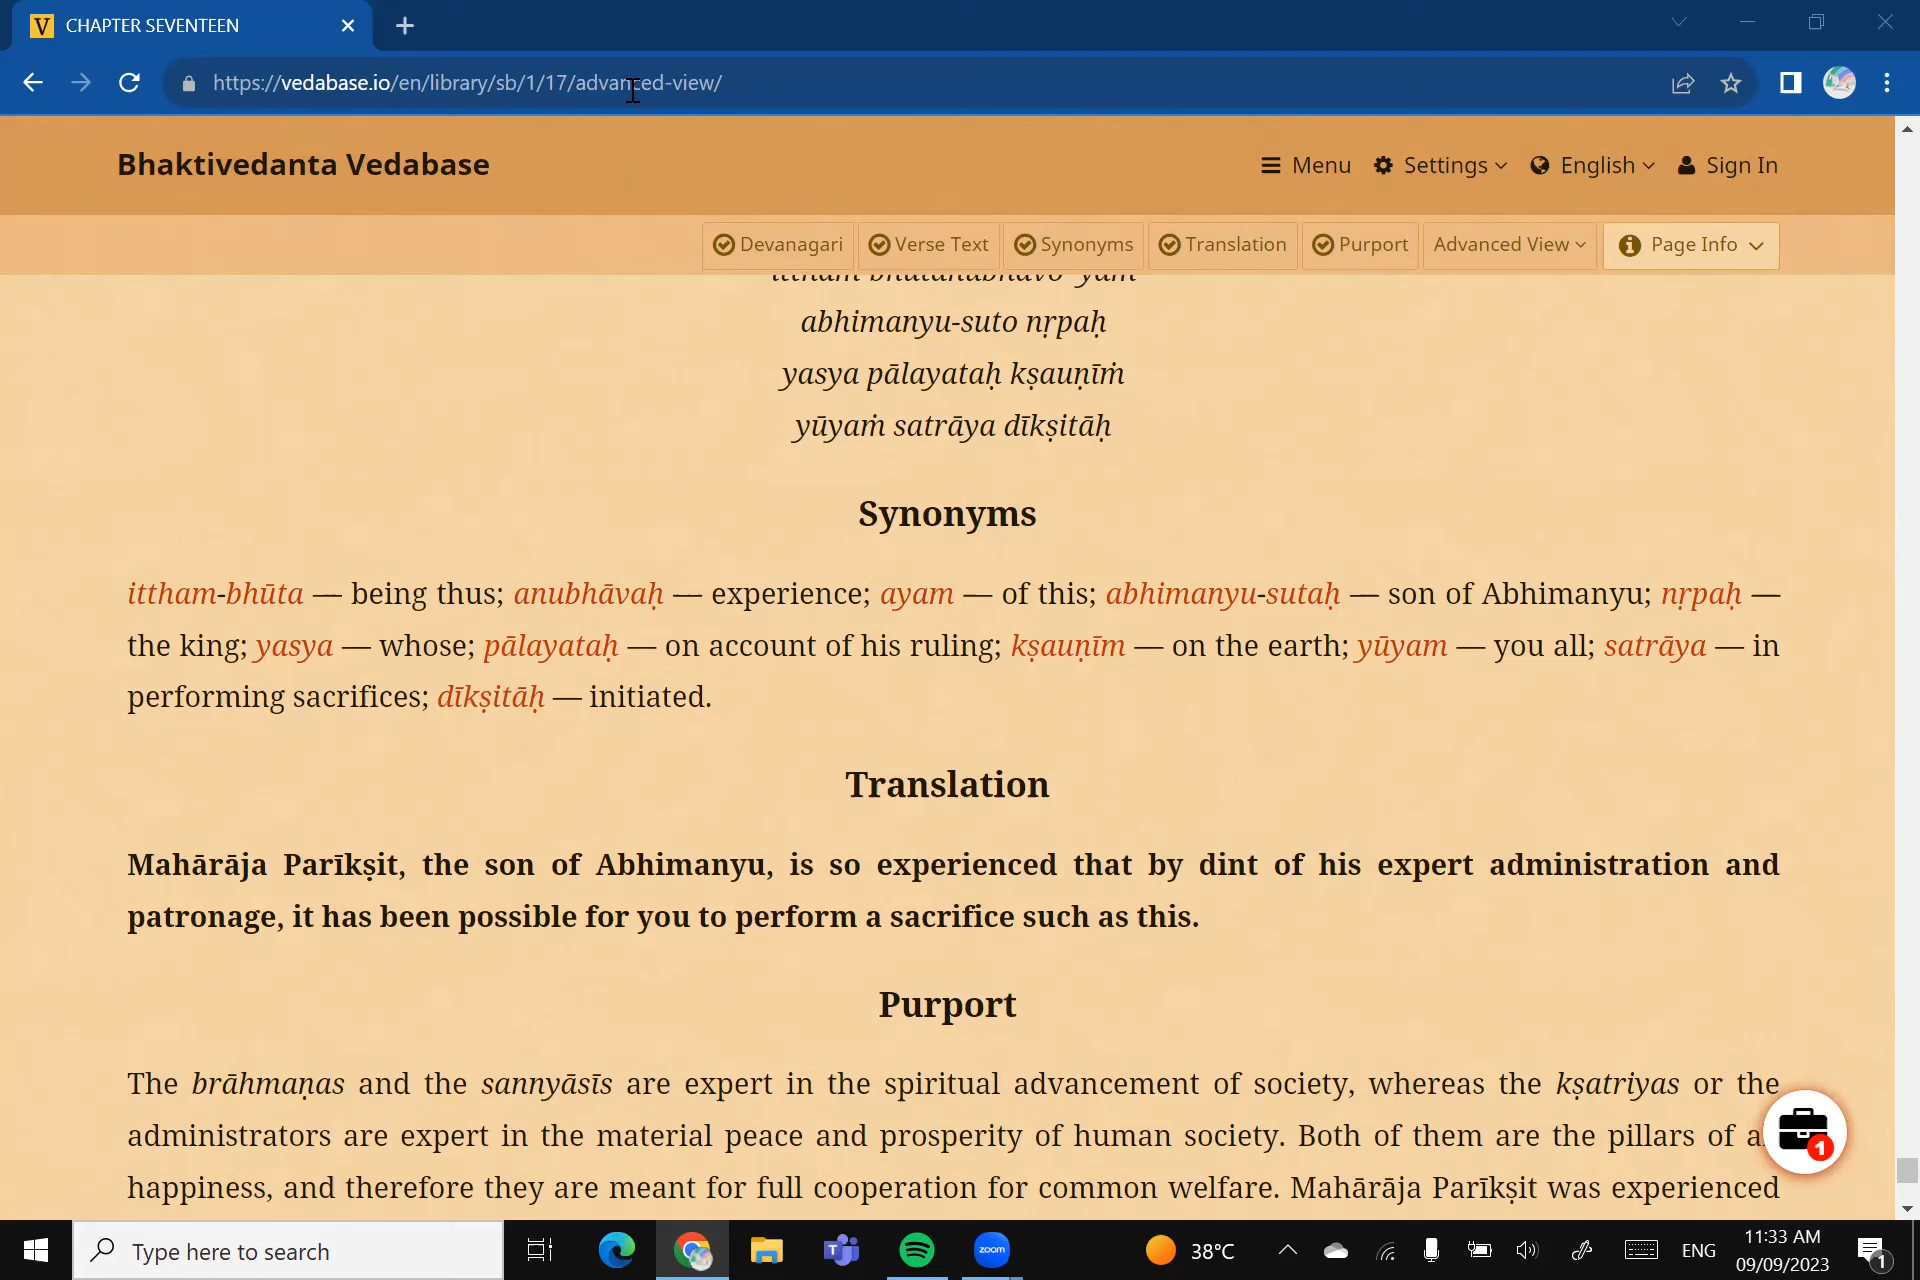 CHAPTER SEVENTEEN
https://vedabase.io/en/library/sb/1/17/advanced-view/
Bhaktivedanta Vedabase
Menu Settings English Sign In
Devanagari Verse Text Synonyms Translation Purport Advanced View Page Info
abhimanyu-suto nṛpaḥ
yasya pālayataḥ kṣauṇīṁ
yūyaṁ satrāya dīkṣitāḥ
Synonyms
ittham-bhūta — being thus; anubhāvaḥ — experience; ayam — of this; abhimanyu-sutaḥ — son of Abhimanyu; nṛpaḥ —
the king; yasya — whose; pālayataḥ — on account of his ruling; kṣauṇīm — on the earth; yūyam — you all; satrāya — in
performing sacrifices; dīkṣitāḥ — initiated.
Translation
Mahārāja Parīkṣit, the son of Abhimanyu, is so experienced that by dint of his expert administration and
patronage, it has been possible for you to perform a sacrifice such as this.
Purport
The brāhmaṇas and the sannyāsīs are expert in the spiritual advancement of society, whereas the kṣatriyas or the
administrators are expert in the material peace and prosperity of human society. Both of them are the pillars of
happiness, and therefore they are meant for full cooperation for common welfare. Mahārāja Parīkṣit was experienced
1
Type here to search
zoom
38°C
ENG
11:33 AM
09/09/2023
1